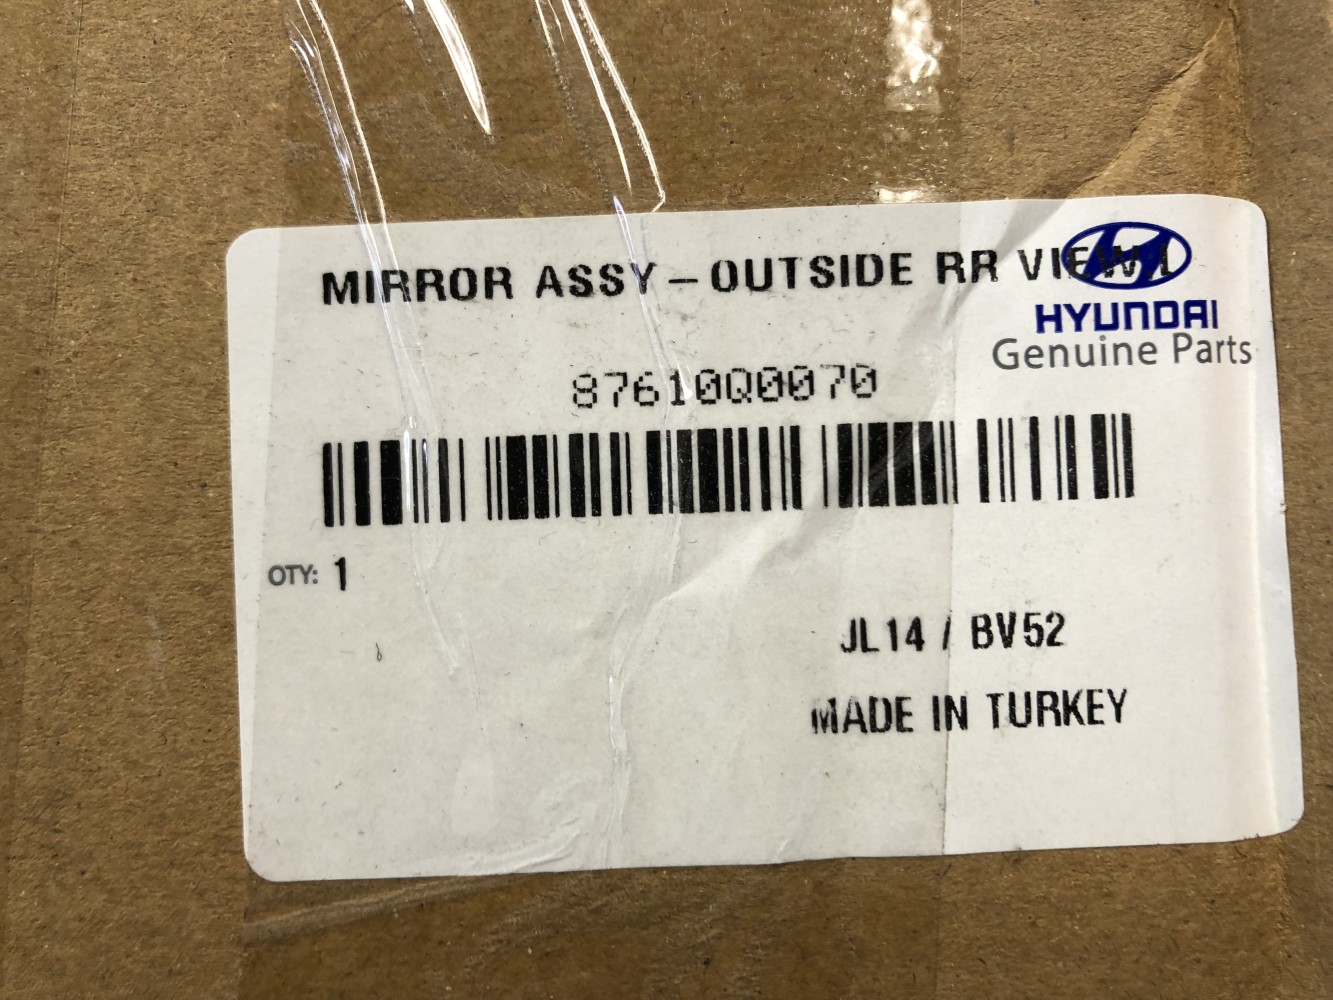 MIRROR ASSY - OUTSIDE RR VIEW, L
HYUNDAI
Genuine Parts
87610Q0070
QTY: 1
JL14 / BV52
MADE IN TURKEY